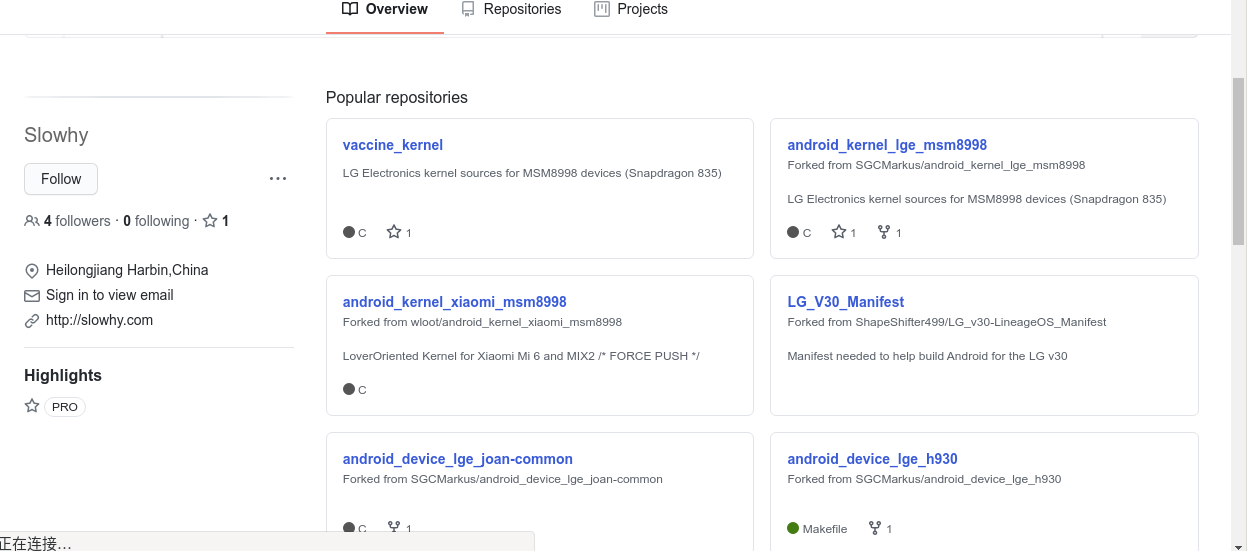 Overview
Repositories
Projects
Slowhy
Follow
4 followers · 0 following · 1
Heilongjiang Harbin,China
Sign in to view email
http://slowhy.com
Highlights
PRO
Popular repositories
vaccine_kernel
LG Electronics kernel sources for MSM8998 devices (Snapdragon 835)
C 1
android_kernel_lge_msm8998
Forked from SGCMarkus/android_kernel_lge_msm8998
LG Electronics kernel sources for MSM8998 devices (Snapdragon 835)
C 1 1
android_kernel_xiaomi_msm8998
Forked from wloot/android_kernel_xiaomi_msm8998
LoverOriented Kernel for Xiaomi Mi 6 and MIX2 /* FORCE PUSH */
C
LG_V30_Manifest
Forked from ShapeShifter499/LG_v30-LineageOS_Manifest
Manifest needed to help build Android for the LG v30
android_device_lge_joan-common
Forked from SGCMarkus/android_device_lge_joan-common
C 1
android_device_lge_h930
Forked from SGCMarkus/android_device_lge_h930
Makefile 1
正在连接…